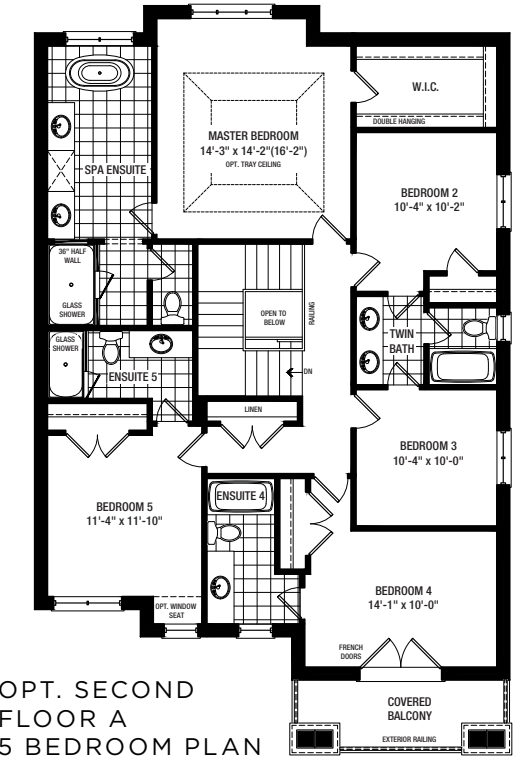 W.I.C.
DOUBLE HANGING
MASTER BEDROOM
14'-3" x 14'-2"(16'-2")
OPT. TRAY CEILING
SPA ENSUITE
BEDROOM 2
10'-4" x 10'-2"
36" HALF
WALL
GLASS
SHOWER
OPEN TO
BELOW
RAILING
DN
TWIN
BATH
GLASS
SHOWER
ENSUITE 5
LINEN
BEDROOM 3
10'-4" x 10'-0"
ENSUITE 4
BEDROOM 5
11'-4" x 11'-10"
OPT. WINDOW
SEAT
BEDROOM 4
14'-1" x 10'-0"
FRENCH
DOORS
COVERED
BALCONY
EXTERIOR RAILING
OPT. SECOND
FLOOR A
5 BEDROOM PLAN